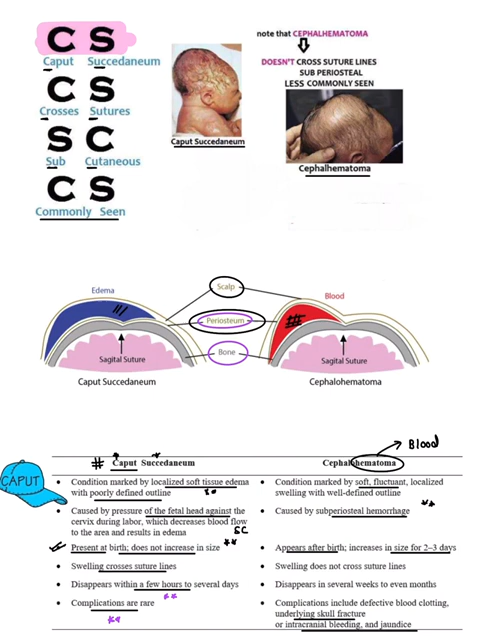 C S
Caput Succedaneum
C S
Crosses Sutures
S C
Sub Cutaneous
C S
Commonly Seen
Caput Succedaneum
note that CEPHALHEMATOMA
DOESN'T CROSS SUTURE LINES
SUB PERIOSTEAL
LESS COMMONLY SEEN
Cephalhematoma
Edema
Scalp
Blood
Periosteum
Bone
Sagital Suture
Sagital Suture
Caput Succedaneum
Cephalohematoma
Blood
# Caput Succedaneum
Cephalhematoma
CAPUT
• Condition marked by localized soft tissue edema
with poorly defined outline
• Condition marked by soft, fluctuant, localized
swelling with well-defined outline
• Caused by pressure of the fetal head against the
cervix during labor, which decreases blood flow
to the area and results in edema
SC
• Caused by subperiosteal hemorrhage
• Present at birth; does not increase in size
• Appears after birth; increases in size for 2–3 days
• Swelling crosses suture lines
• Swelling does not cross suture lines
• Disappears within a few hours to several days
• Disappears in several weeks to even months
• Complications are rare
• Complications include defective blood clotting,
underlying skull fracture
or intracranial bleeding, and jaundice